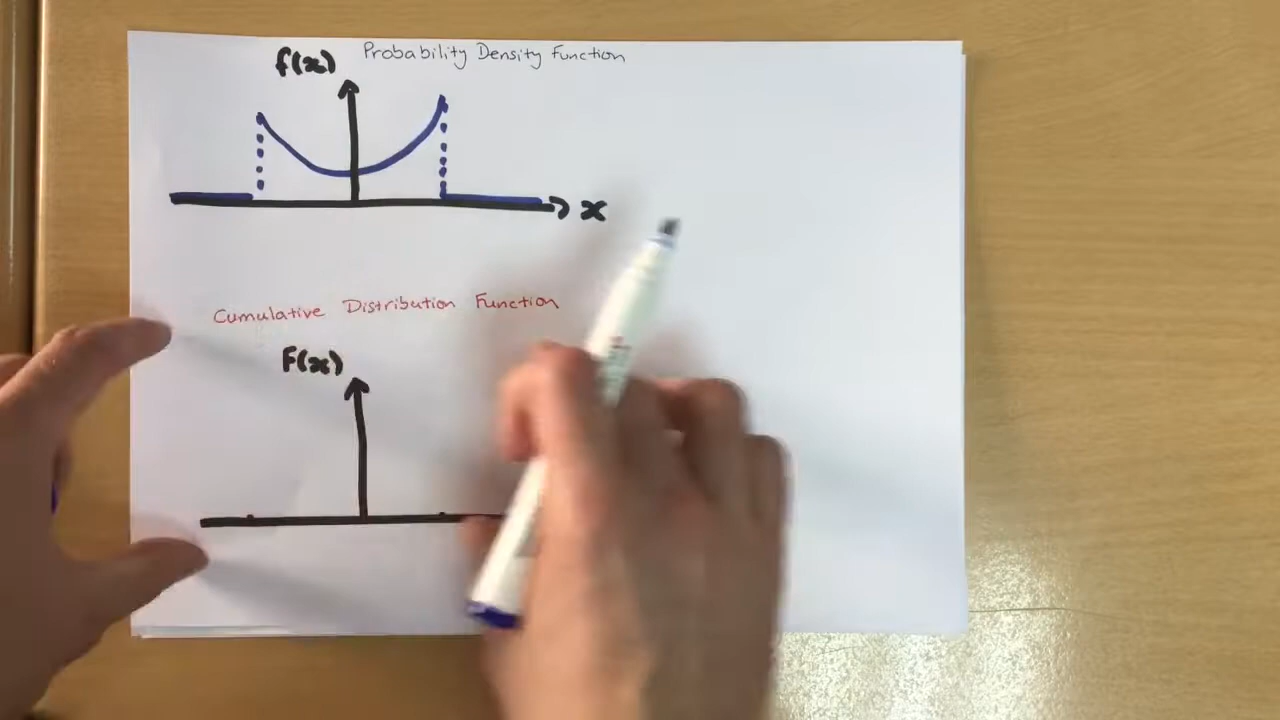 Probability Density Function
f(x)
x
Cumulative Distribution Function
F(x)